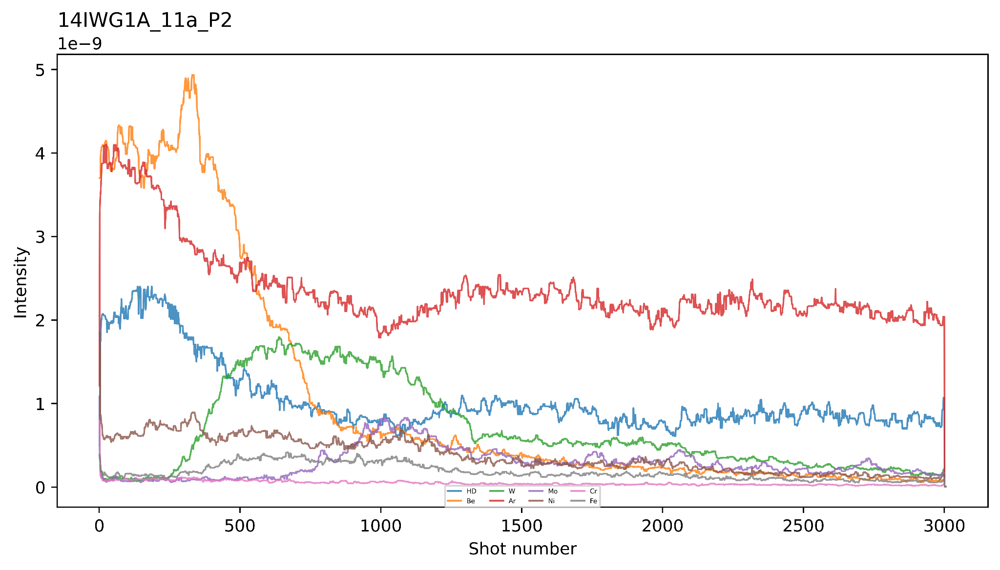 14IWG1A_11a_P2
1e−9
5
4
3
2
1
0
Intensity
HD W Mo Cr
Be Ar Ni Fe
0 500 1000 1500 2000 2500 3000
Shot number